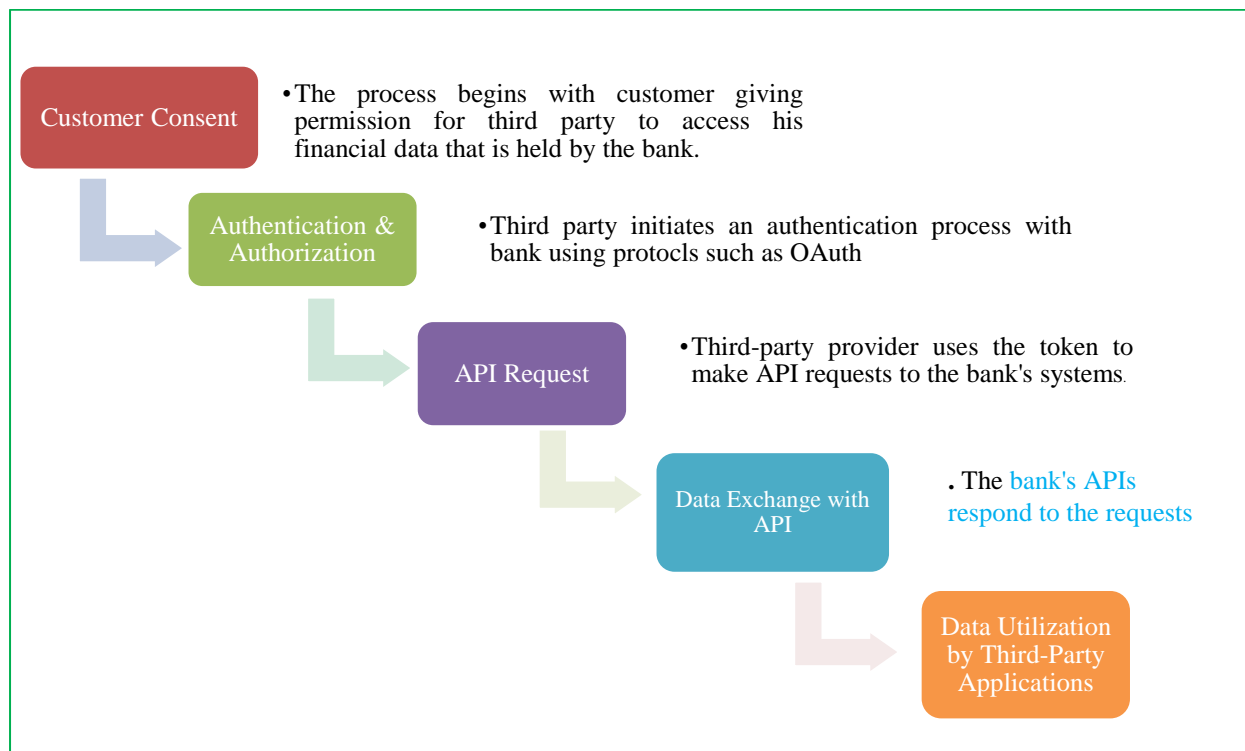 Customer Consent
•The process begins with customer giving
permission for third party to access his
financial data that is held by the bank.
Authentication &
Authorization
•Third party initiates an authentication process with
bank using protocls such as OAuth
API Request
•Third-party provider uses the token to
make API requests to the bank's systems.
Data Exchange with
API
. The bank's APIs
respond to the requests
Data Utilization
by Third-Party
Applications